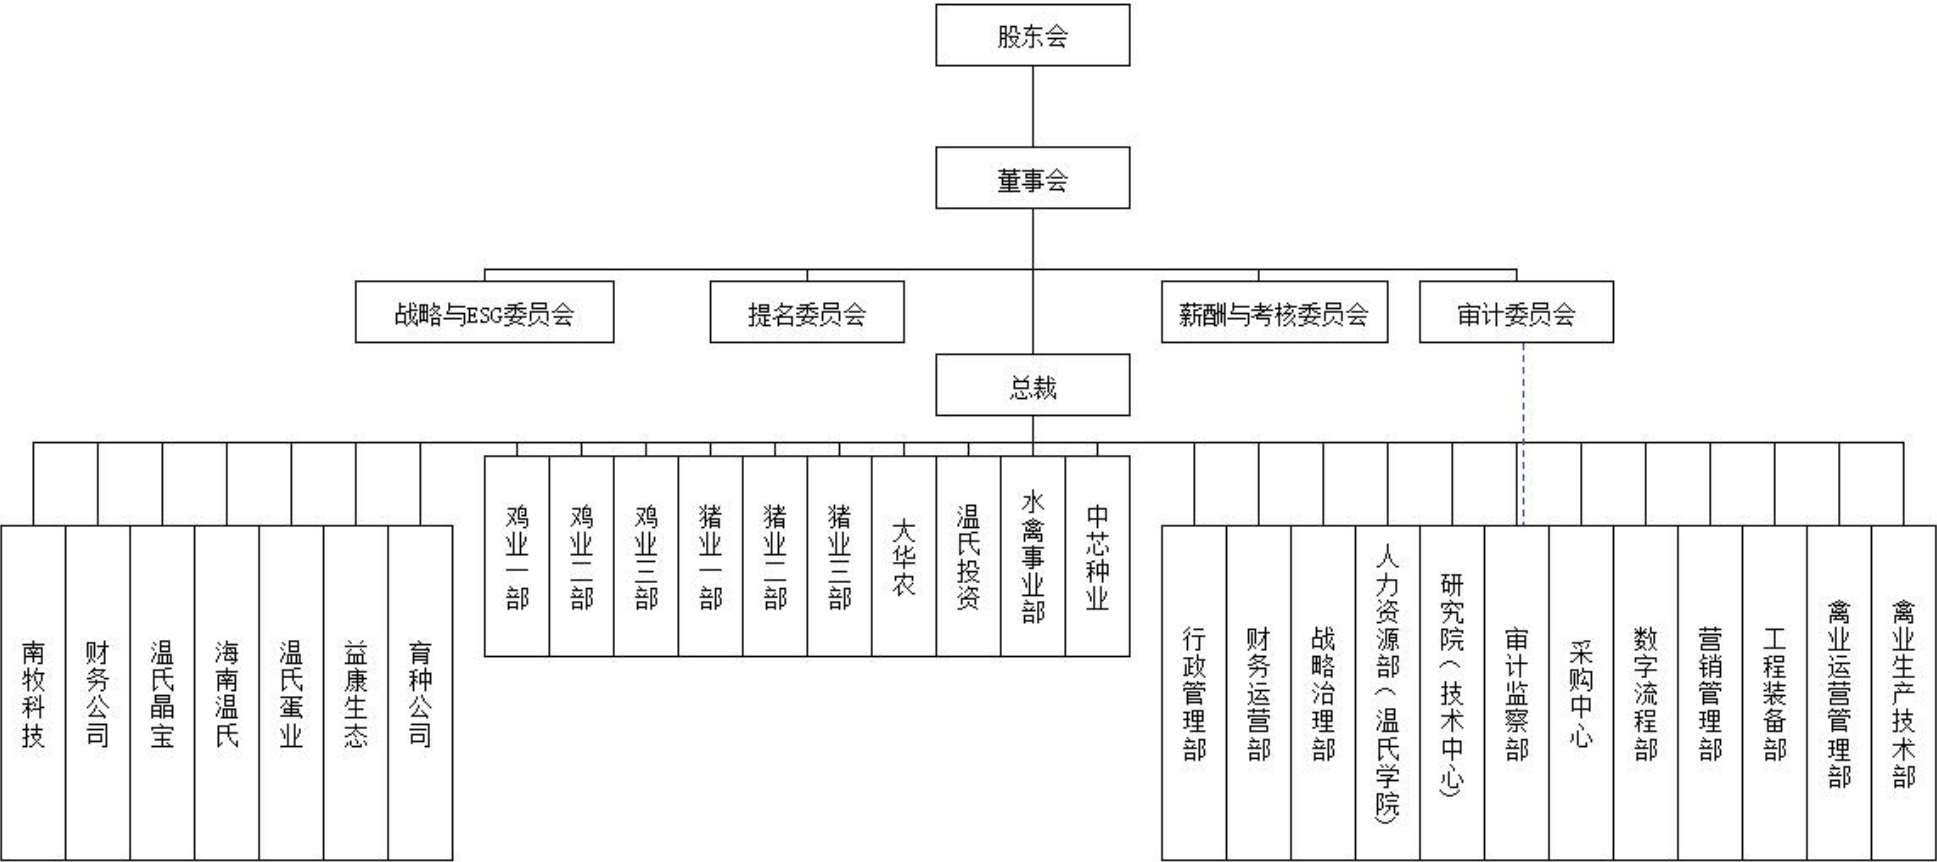 股东会
董事会
战略与ESG委员会
提名委员会
薪酬与考核委员会
审计委员会
总裁
南牧科技
财务公司
温氏晶宝
海南温氏
温氏蛋业
益康生态
育种公司
鸡业一部
鸡业二部
鸡业三部
猪业一部
猪业二部
猪业三部
大华农
温氏投资
水禽事业部
中芯种业
行政管理部
财务运营部
战略治理部
人力资源部（温氏学院）
研究院（技术中心）
审计监察部
采购中心
数字流程部
营销管理部
工程装备部
禽业运营管理部
禽业生产技术部